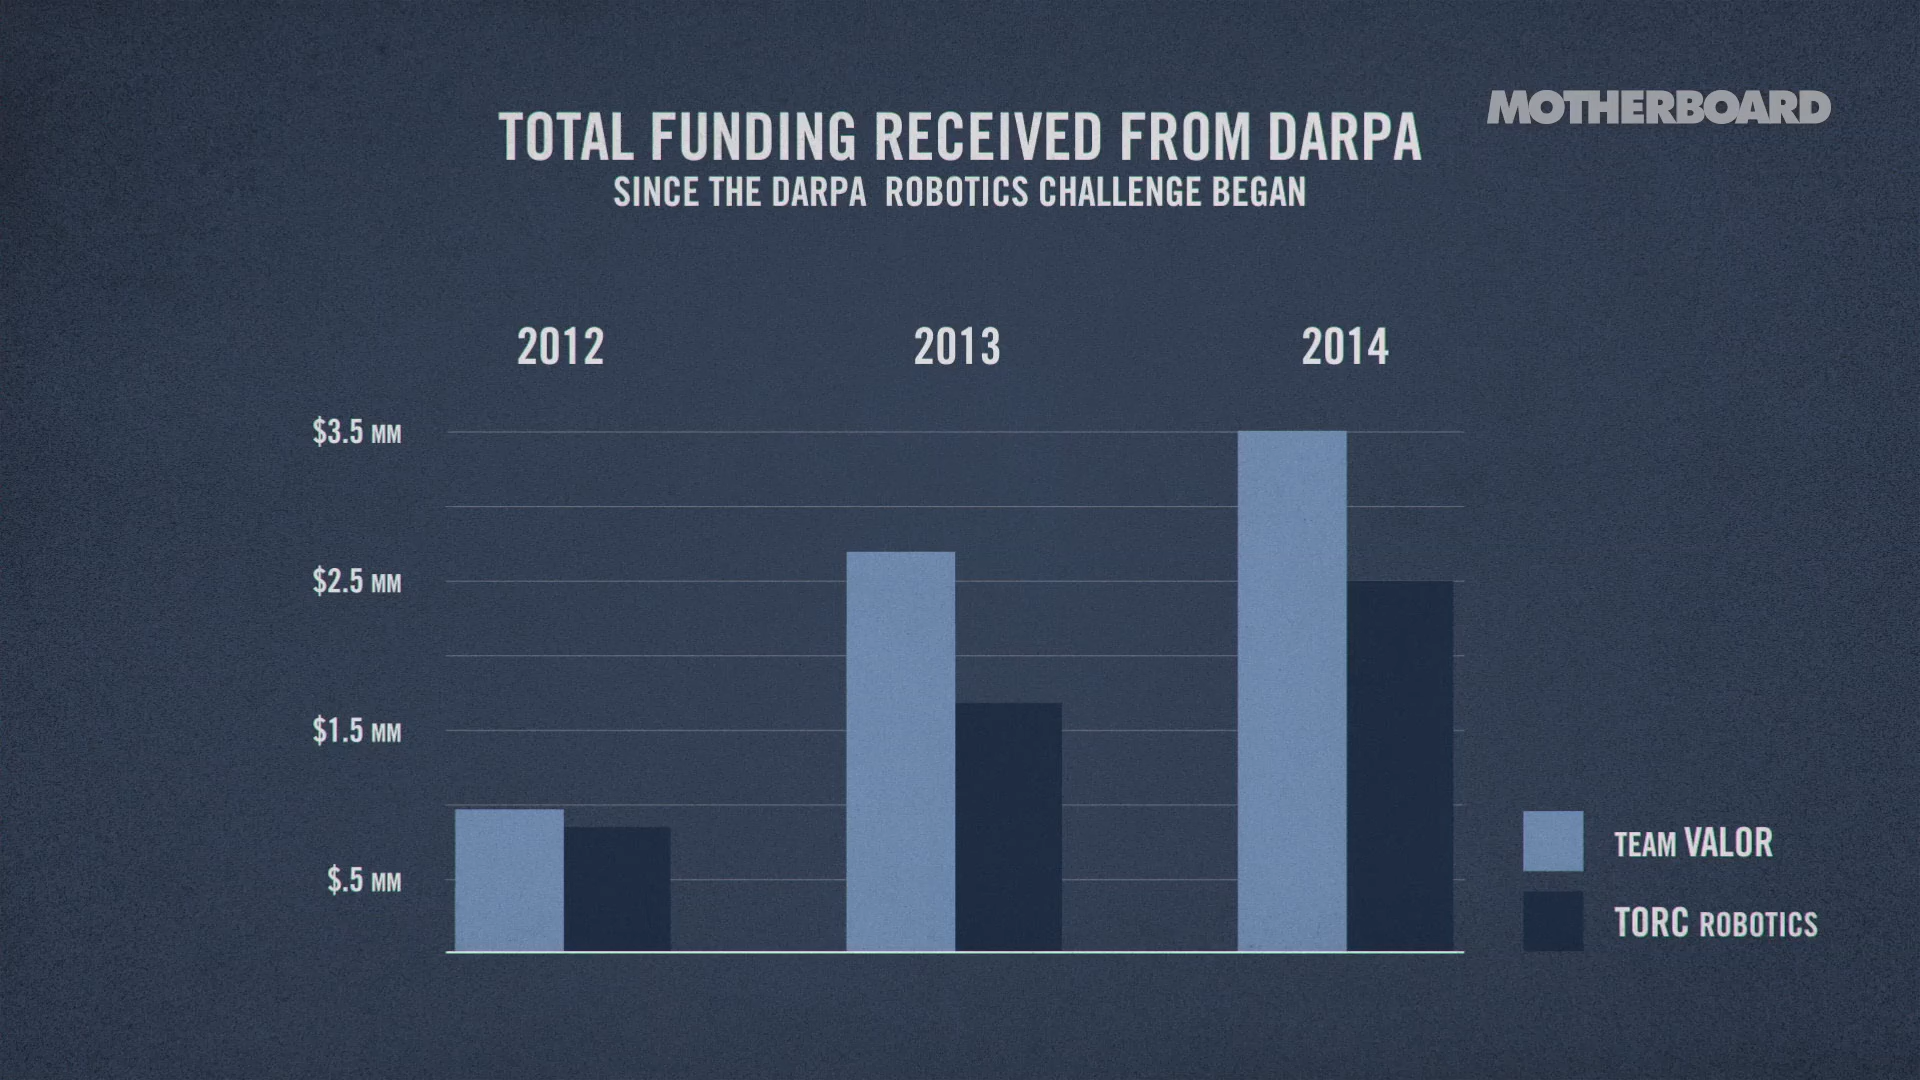 MOTHERBOARD
TOTAL FUNDING RECEIVED FROM DARPA
SINCE THE DARPA ROBOTICS CHALLENGE BEGAN
2012 2013 2014
$3.5 MM
$2.5 MM
$1.5 MM
$.5 MM
TEAM VALOR
TORC ROBOTICS